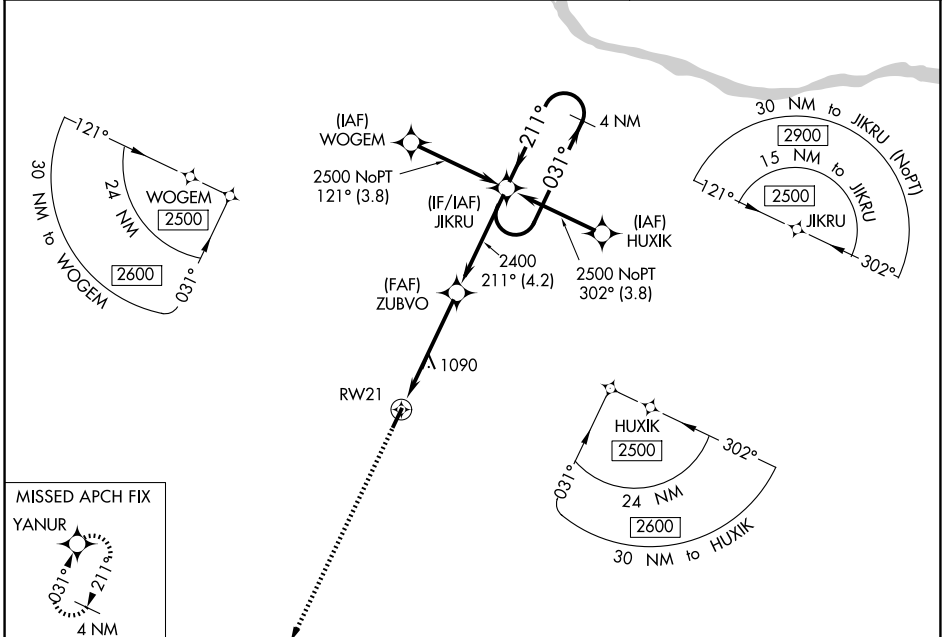 (IAF)
WOGEM
2500 NoPT
121° (3.8)
211°
031°
4 NM
(IF/IAF)
JIKRU
(IAF)
HUXIK
2500 NoPT
302° (3.8)
2400
211° (4.2)
(FAF)
ZUBVO
1090
RW21
121°
30 NM to WOGEM
24 NM
WOGEM
2500
2600
031°
30 NM to JIKRU (NoPT)
2900
15 NM to JIKRU
2500
121°
JIKRU
302°
HUXIK
2500
302°
031°
24 NM
2600
30 NM to HUXIK
MISSED APCH FIX
YANUR
031°
211°
4 NM